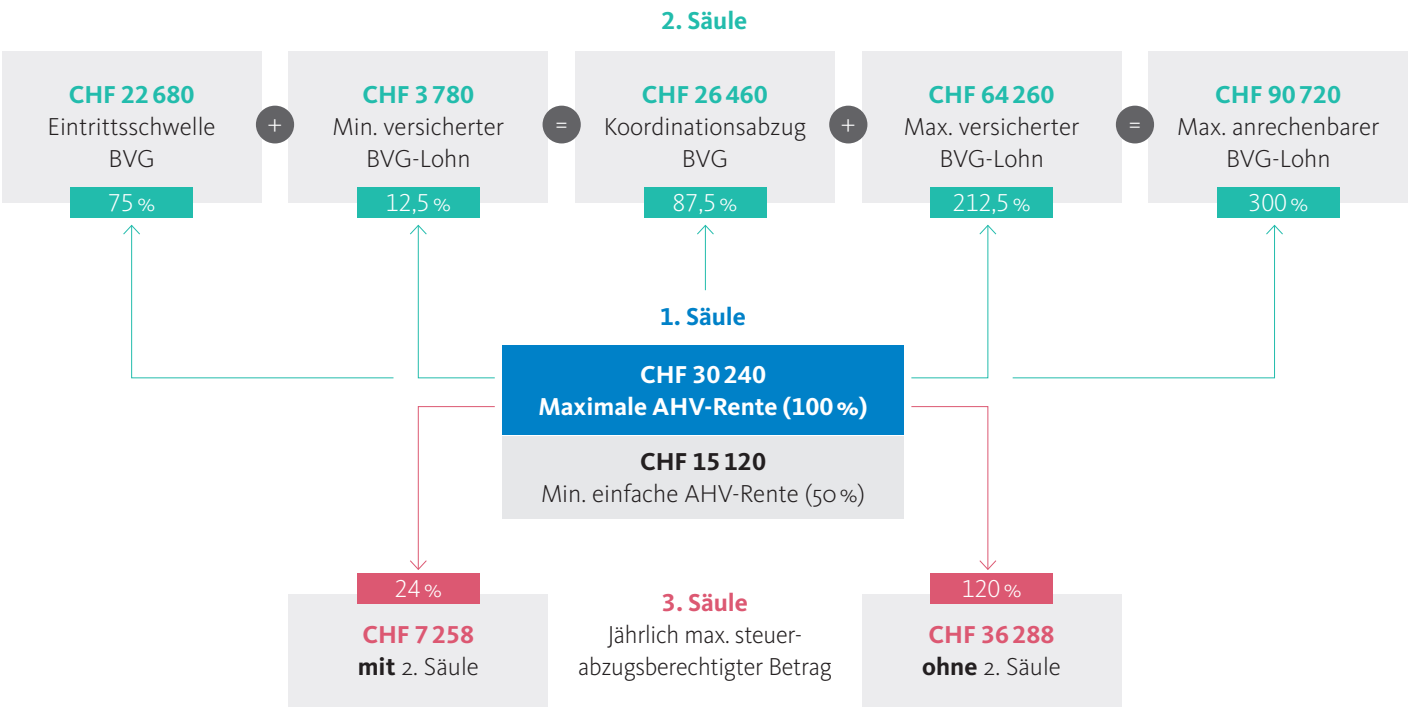 2. Säule
CHF 22 680
Eintrittsschwelle
BVG
75 %
+
CHF 3 780
Min. versicherter
BVG-Lohn
12,5 %
=
CHF 26 460
Koordinationsabzug
BVG
87,5 %
+
CHF 64 260
Max. versicherter
BVG-Lohn
212,5 %
=
CHF 90 720
Max. anrechenbarer
BVG-Lohn
300 %
1. Säule
CHF 30 240
Maximale AHV-Rente (100 %)
CHF 15 120
Min. einfache AHV-Rente (50 %)
24 %
CHF 7 258
mit 2. Säule
3. Säule
Jährlich max. steuer-
abzugsberechtigter Betrag
120 %
CHF 36 288
ohne 2. Säule